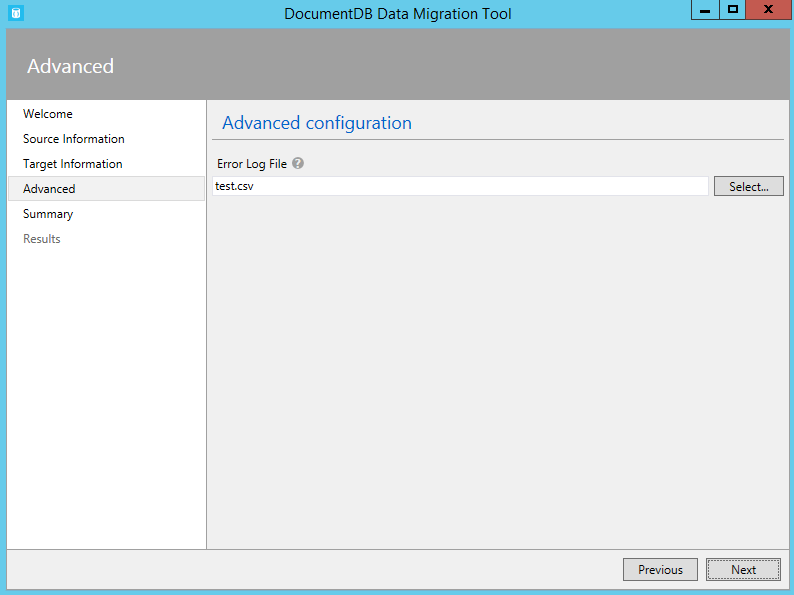 DocumentDB Data Migration Tool
Advanced
Welcome
Source Information
Target Information
Advanced
Summary
Results
Advanced configuration
Error Log File ?
test.csv
Select...
Previous
Next